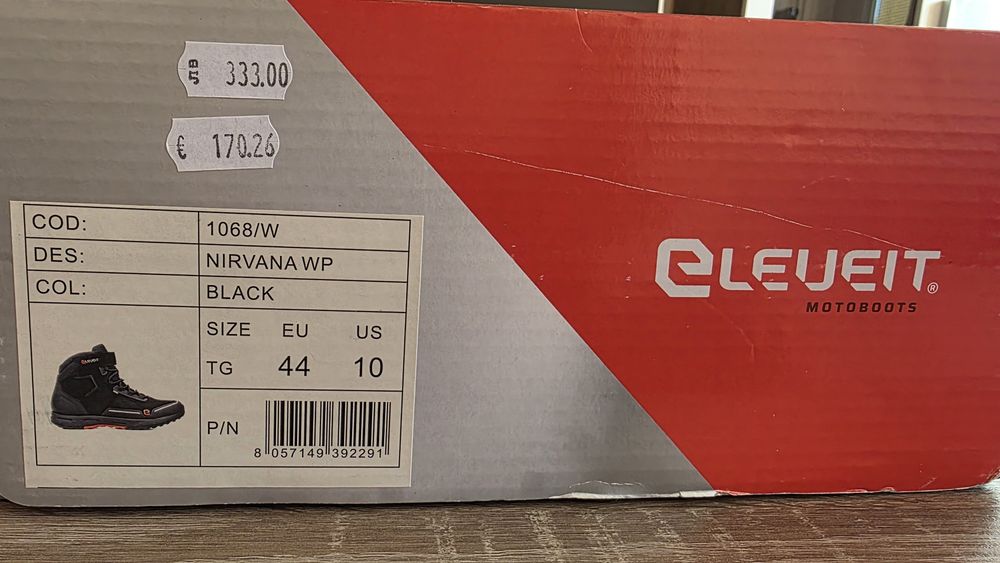 лв 333.00
€ 170.26
COD: 1068/W
DES: NIRVANA WP
COL: BLACK
SIZE EU US
TG 44 10
P/N
8 057149 392291
eLEVEIT
eLEVEIT®
MOTOBOOTS